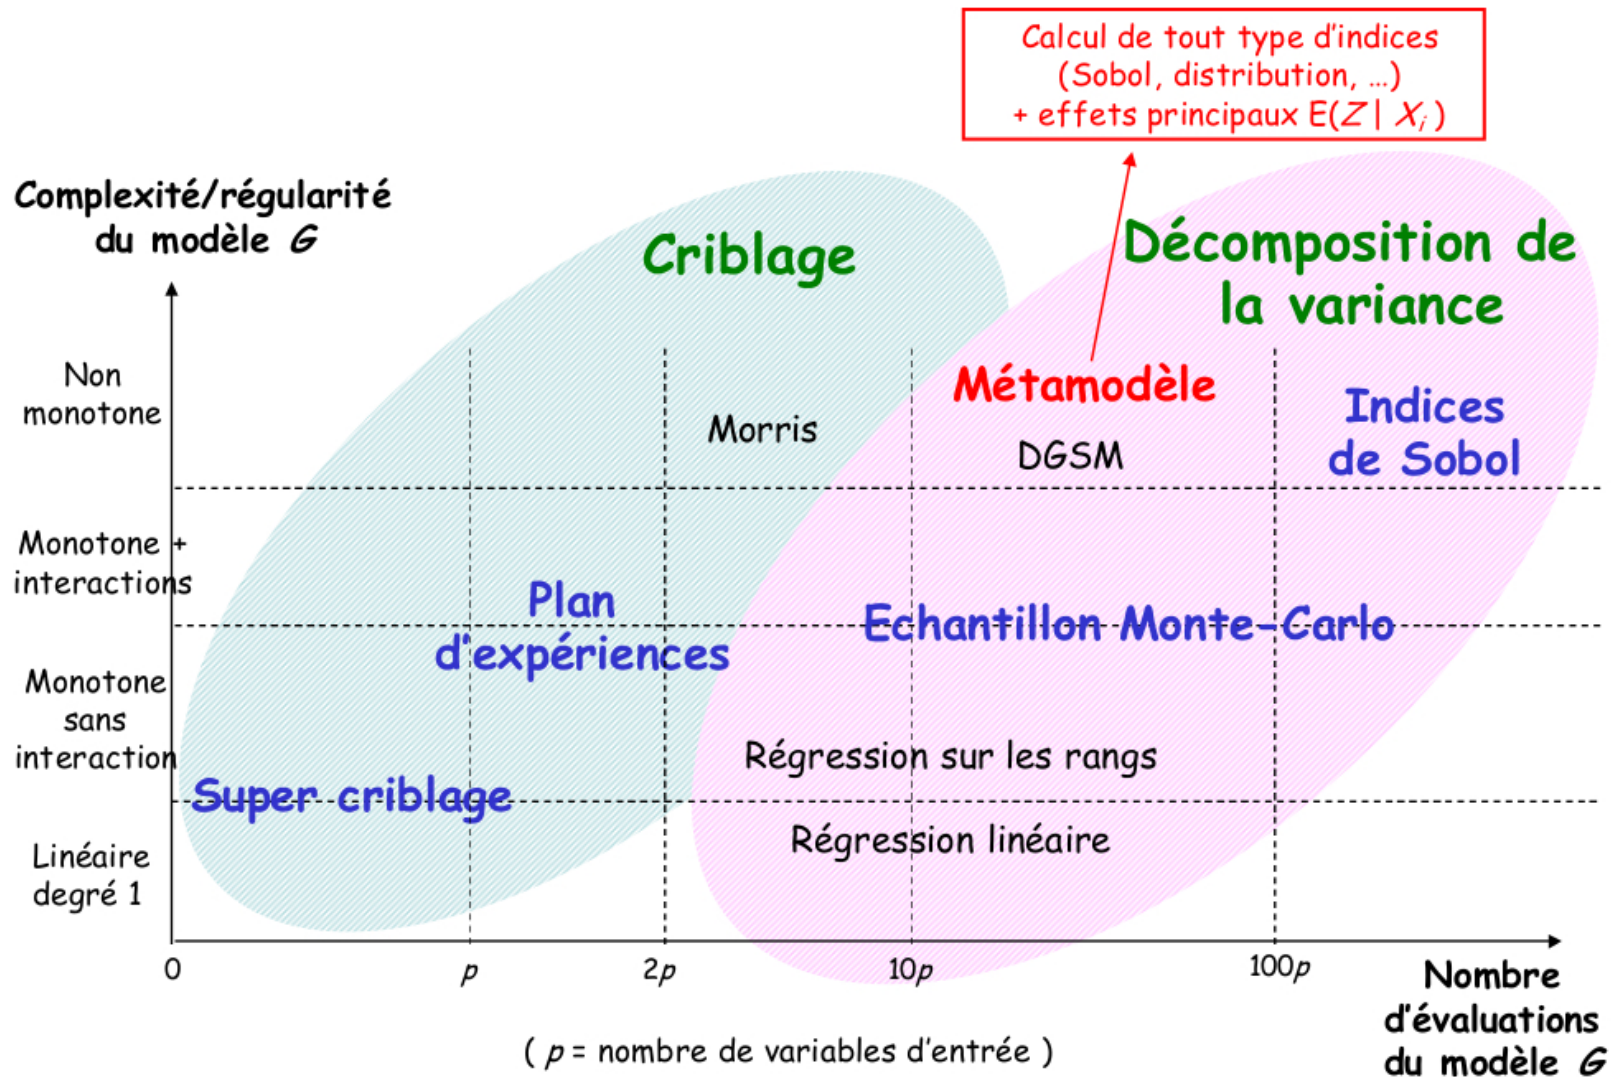 Calcul de tout type d'indices
(Sobol, distribution, …)
+ effets principaux E(Z | Xi )
Complexité/régularité
du modèle G
Criblage
Décomposition de
la variance
Non
monotone
Morris
Métamodèle
DGSM
Indices
de Sobol
Monotone +
interactions
Plan
d'expériences
Echantillon Monte-Carlo
Monotone
sans
interaction
Régression sur les rangs
Super criblage
Régression linéaire
Linéaire
degré 1
0
p
2p
10p
100p
Nombre
d'évaluations
du modèle G
( p = nombre de variables d'entrée )